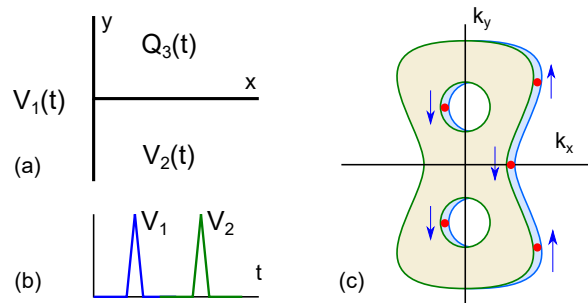 y
Q₃(t)
x
V₁(t)
V₂(t)
(a)
V₁
V₂
t
(b)
k_y
k_x
(c)